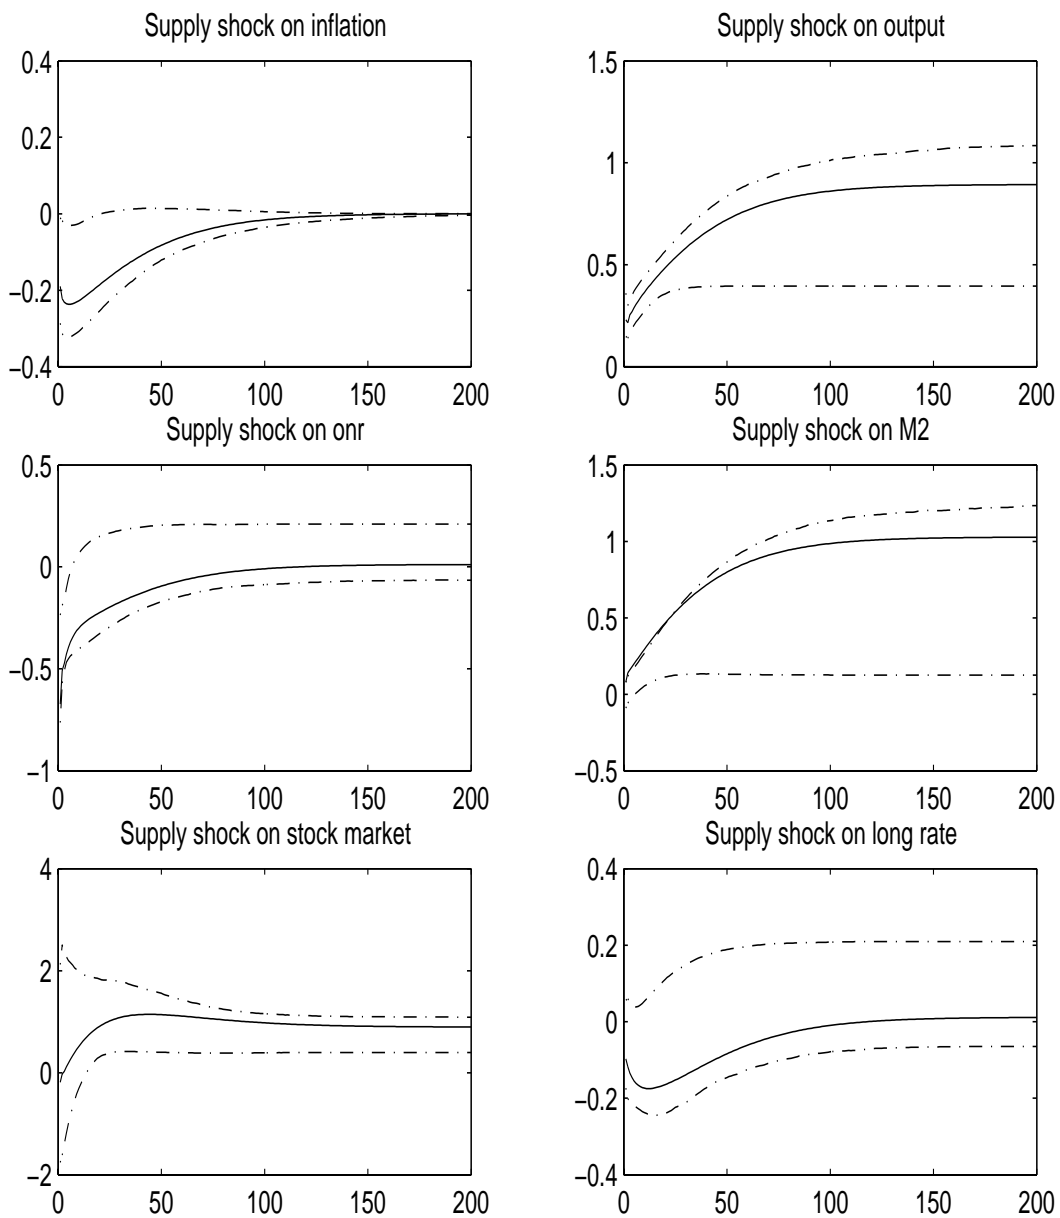 Supply shock on inflation
0.4
0.2
0
−0.2
−0.4
0 50 100 150 200
Supply shock on output
1.5
1
0.5
0
0 50 100 150 200
Supply shock on onr
0.5
0
−0.5
−1
0 50 100 150 200
Supply shock on M2
1.5
1
0.5
0
−0.5
0 50 100 150 200
Supply shock on stock market
4
2
0
−2
0 50 100 150 200
Supply shock on long rate
0.4
0.2
0
−0.2
−0.4
0 50 100 150 200